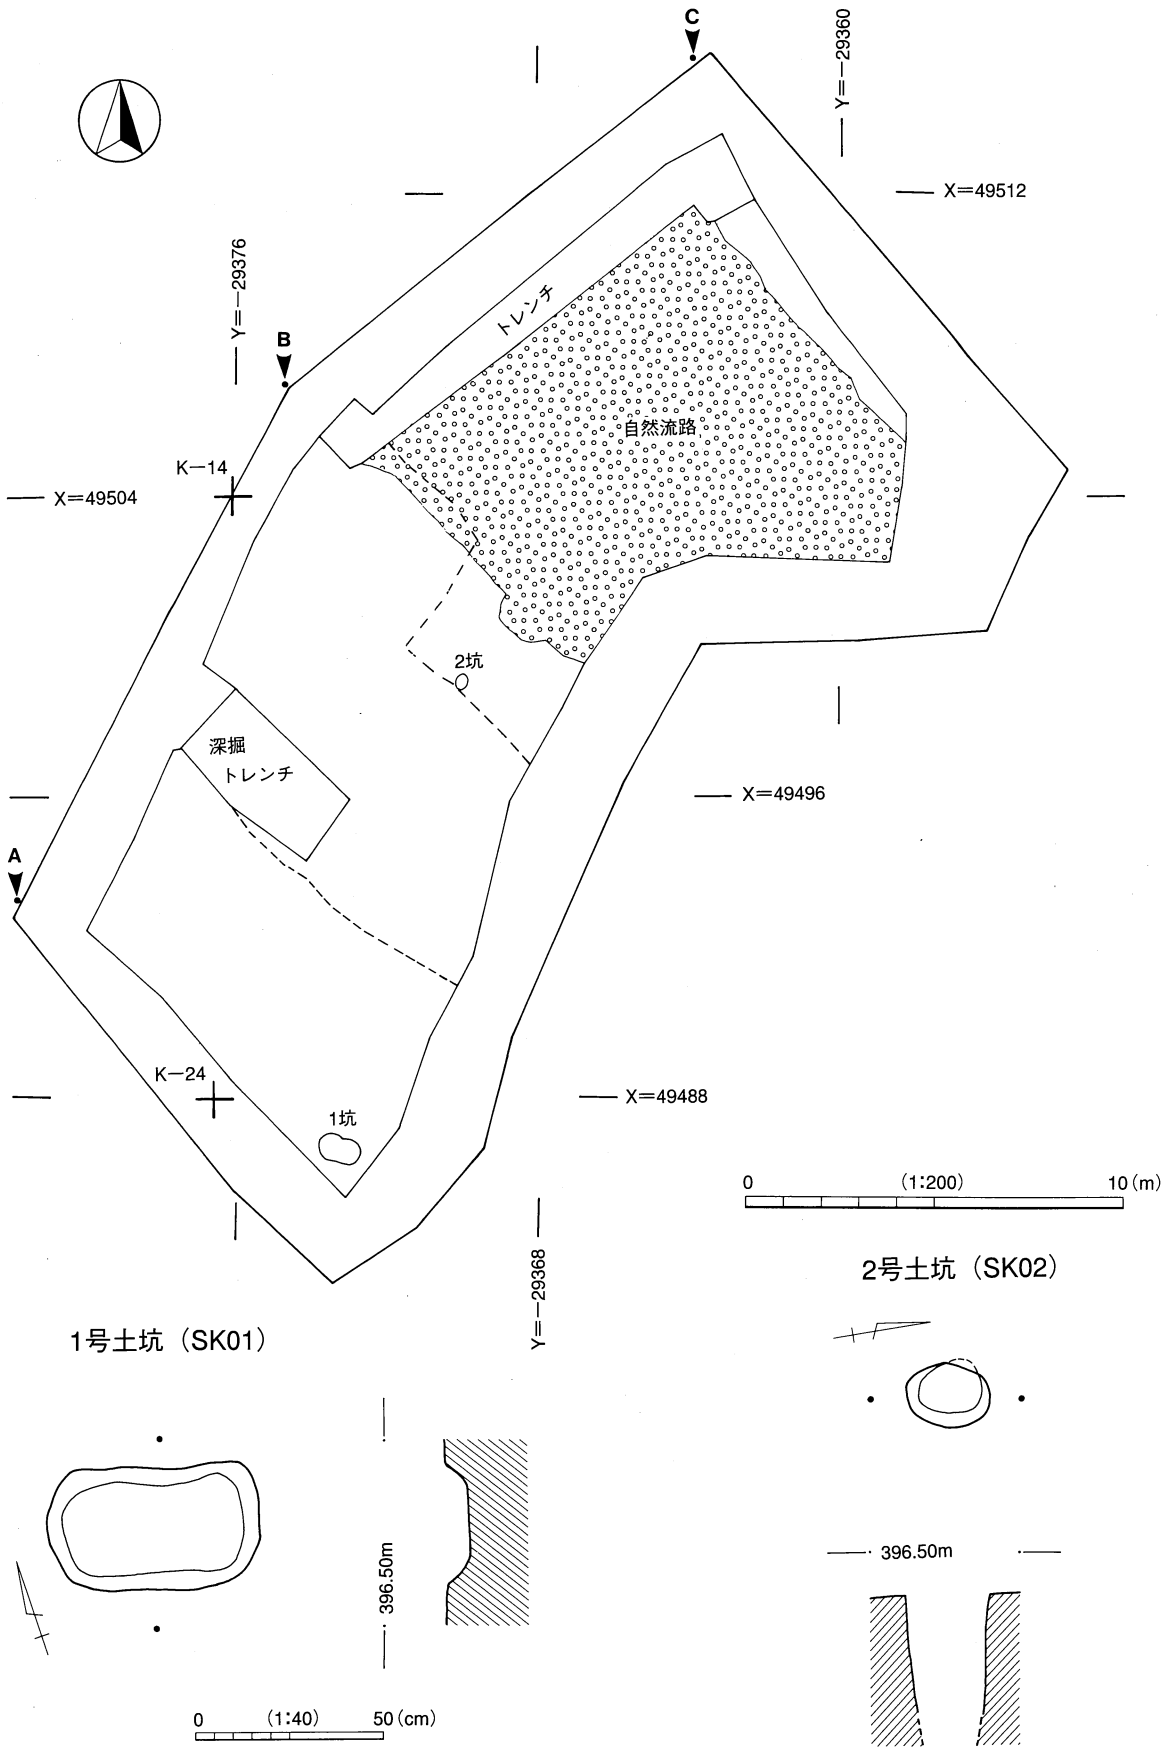 C
Y=-29360
X=49512
Y=-29376
トレンチ
B
自然流路
K-14
X=49504
2坑
深掘
トレンチ
X=49496
A
K-24
1坑
X=49488
0 (1:200) 10(m)
Y=-29368
2号土坑(SK02)
1号土坑(SK01)
396.50m
396.50m
0 (1:40) 50(cm)